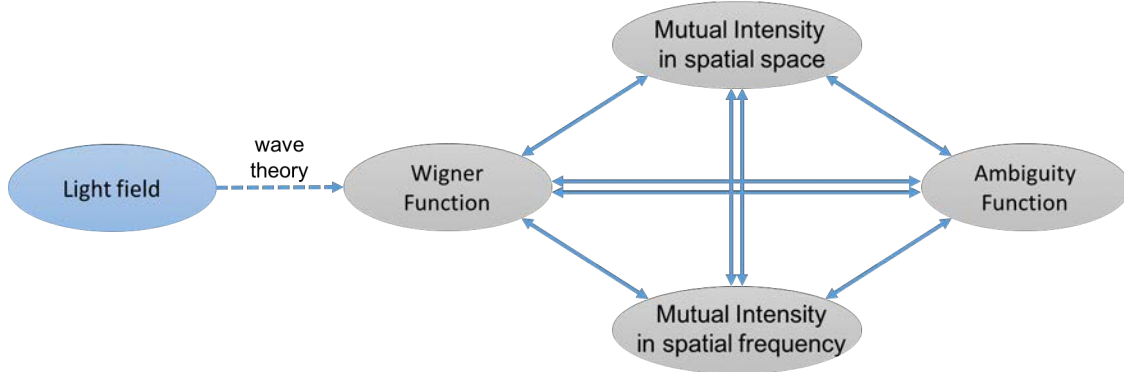 Mutual Intensity
in spatial space
wave
theory
Light field
Wigner
Function
Ambiguity
Function
Mutual Intensity
in spatial frequency